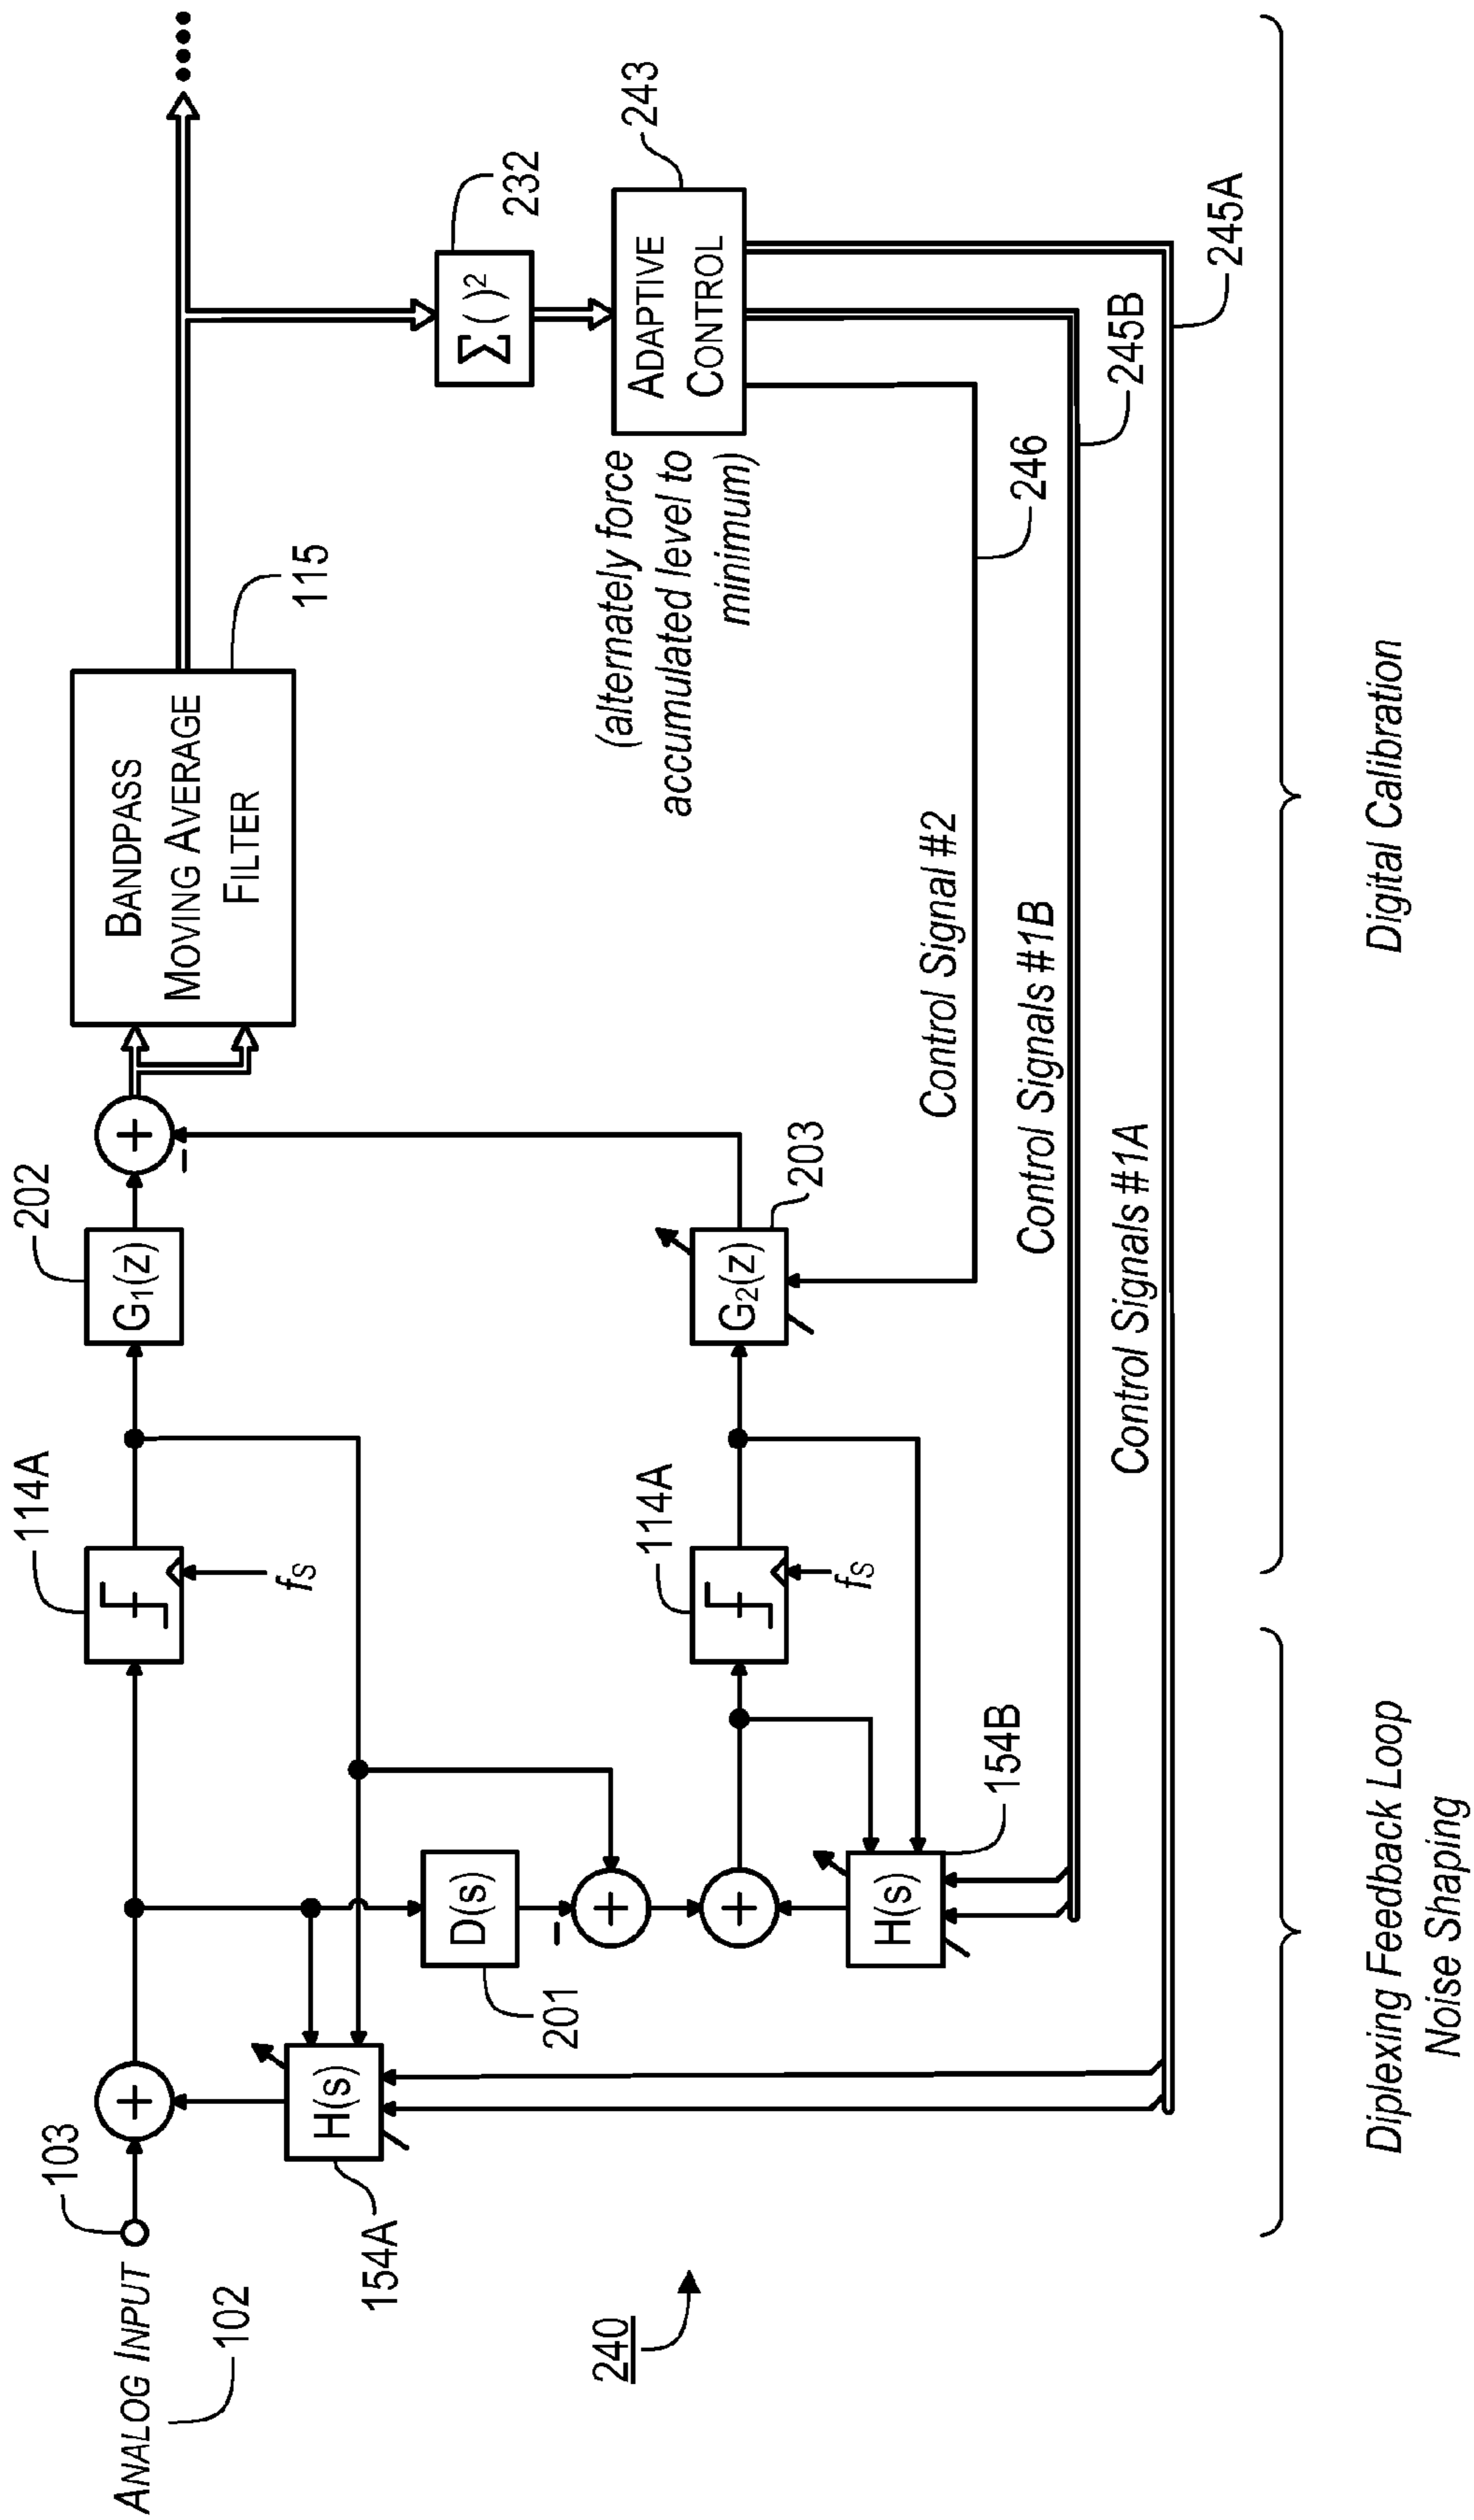 ANALOG INPUT
102
103
154A
H(s)
114A
fS
202
G1(z)
BANDPASS
MOVING AVERAGE
FILTER
115
Σ( )2
232
ADAPTIVE
CONTROL
243
(alternately force
accumulated level to
minimum)
201
D(s)
–
–
114A
fS
H(s)
154B
G2(z)
203
Control Signal #2
246
Control Signals #1B
245B
Control Signals #1A
245A
240
Diplexing Feedback Loop
Noise Shaping
Digital Calibration